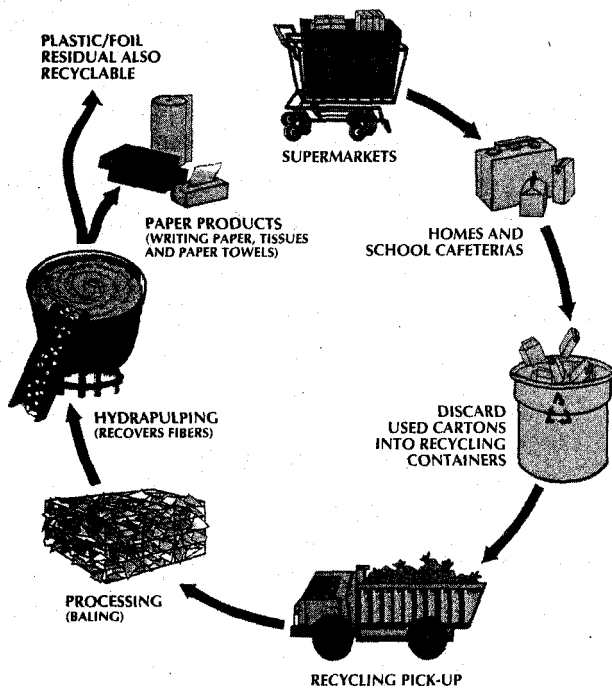 PLASTIC/FOIL
RESIDUAL ALSO
RECYCLABLE
SUPERMARKETS
PAPER PRODUCTS
(WRITING PAPER, TISSUES
AND PAPER TOWELS)
HOMES AND
SCHOOL CAFETERIAS
HYDRAPULPING
(RECOVERS FIBERS)
DISCARD
USED CARTONS
INTO RECYCLING
CONTAINERS
PROCESSING
(BALING)
RECYCLING PICK-UP